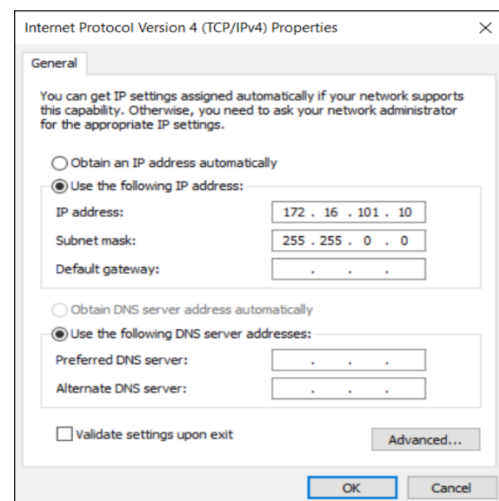 Internet Protocol Version 4 (TCP/IPv4) Properties
General
You can get IP settings assigned automatically if your network supports
this capability. Otherwise, you need to ask your network administrator
for the appropriate IP settings.
Obtain an IP address automatically
Use the following IP address:
IP address: 172 . 16 . 101 . 10
Subnet mask: 255 . 255 . 0 . 0
Default gateway: . . .
Obtain DNS server address automatically
Use the following DNS server addresses:
Preferred DNS server: . . .
Alternate DNS server: . . .
Validate settings upon exit
Advanced...
OK Cancel